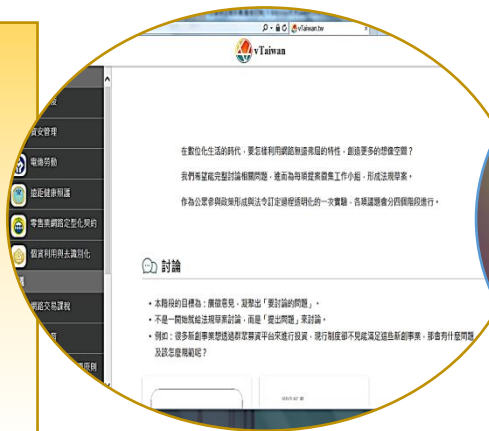 vTaiwan.tw
vTaiwan
資安管理
電傳勞動
遠距健康照護
零售業網路定型化契約
個資利用與去識別化
網路交易課稅
在數位化生活的時代，要怎樣利用網路無遠弗屆的特性，創造更多的想像空間？
我們希望能完整討論相關問題，進而為每項提案徵集工作小組，形成法規草案。
作為公眾參與政策形成與法令訂定過程透明化的一次實驗，各項議題會分四個階段進行。
討論
• 本階段的目標為：廣徵意見，凝聚出「要討論的問題」。
• 不是一開始就給法規草案討論，而是「提出問題」來討論。
• 例如：很多新創事業想透過群眾募資平台來進行投資，現行制度卻不見能滿足這些新創事業，那會有什麼問題
及該怎麼規範呢？